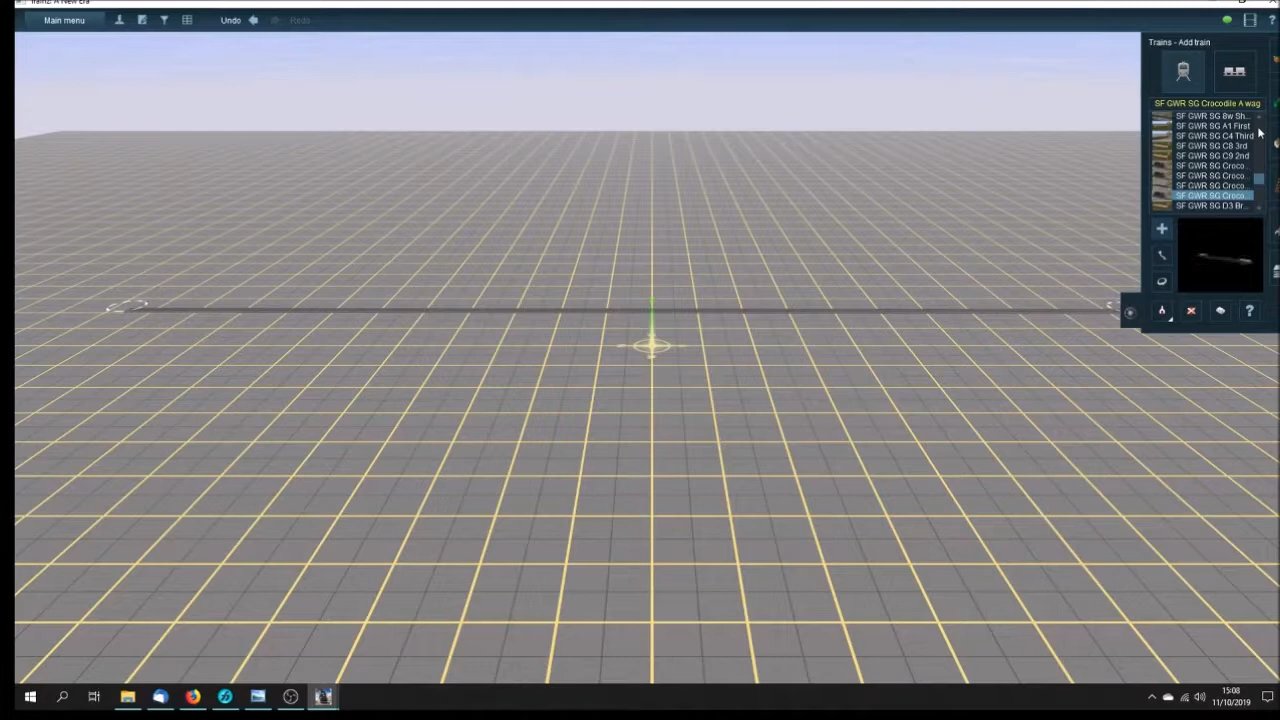 Trainz: A New Era
Main menu
Undo
Redo
?
Trains - Add train
SF GWR SG Crocodile A wag
SF GWR SG 8w Sh...
SF GWR SG A1 First
SF GWR SG C4 Third
SF GWR SG C8 3rd
SF GWR SG C9 2nd
SF GWR SG Croco...
SF GWR SG Croco...
SF GWR SG Croco...
SF GWR SG Croco...
SF GWR SG D3 Br...
?
15:08
11/10/2019